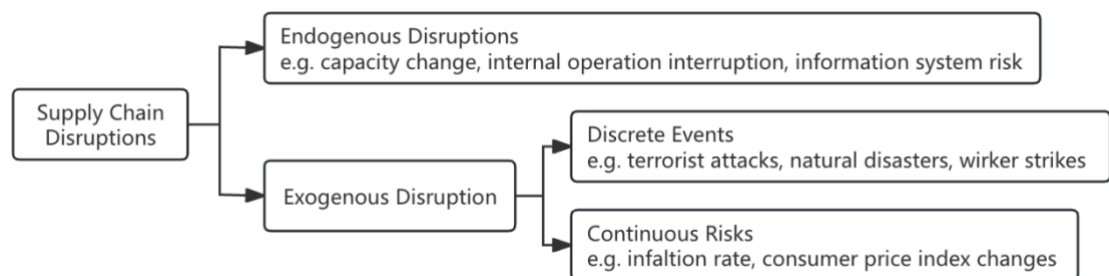 Endogenous Disruptions
e.g. capacity change, internal operation interruption, information system risk
Supply Chain
Disruptions
Discrete Events
e.g. terrorist attacks, natural disasters, wirker strikes
Exogenous Disruption
Continuous Risks
e.g. infaltion rate, consumer price index changes